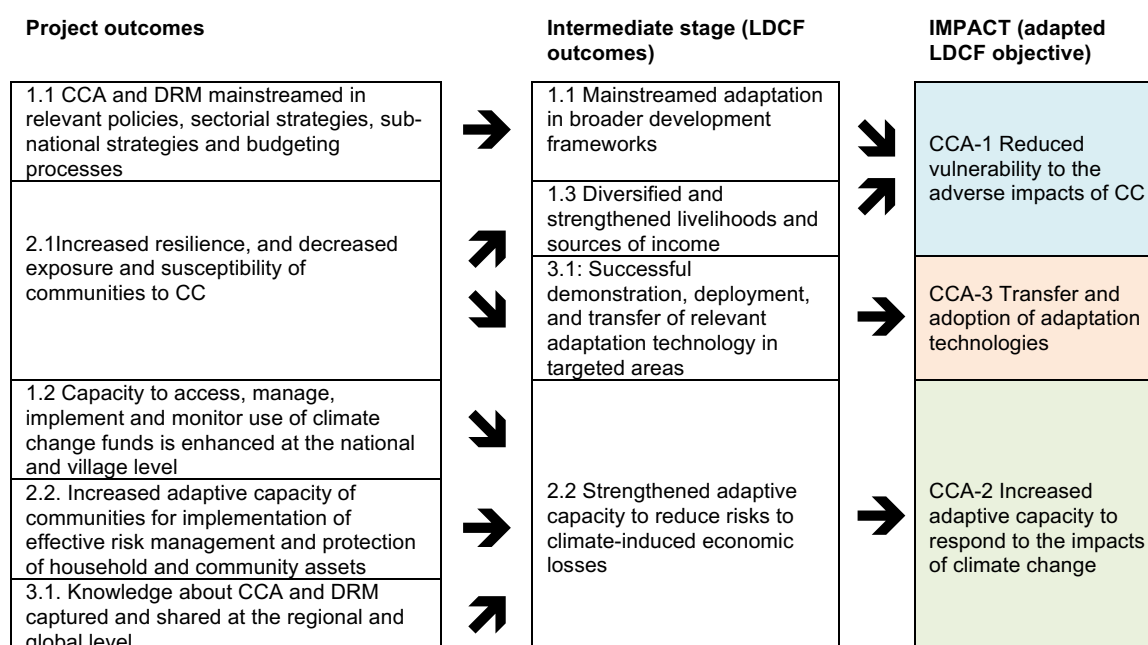 Project outcomes
Intermediate stage (LDCF
outcomes)
IMPACT (adapted
LDCF objective)
1.1 CCA and DRM mainstreamed in
relevant policies, sectorial strategies, sub-
national strategies and budgeting
processes
1.1 Mainstreamed adaptation
in broader development
frameworks
CCA-1 Reduced
vulnerability to the
adverse impacts of CC
2.1Increased resilience, and decreased
exposure and susceptibility of
communities to CC
1.3 Diversified and
strengthened livelihoods and
sources of income
3.1: Successful
demonstration, deployment,
and transfer of relevant
adaptation technology in
targeted areas
CCA-3 Transfer and
adoption of adaptation
technologies
1.2 Capacity to access, manage,
implement and monitor use of climate
change funds is enhanced at the national
and village level
2.2. Increased adaptive capacity of
communities for implementation of
effective risk management and protection
of household and community assets
3.1. Knowledge about CCA and DRM
captured and shared at the regional and
global level
2.2 Strengthened adaptive
capacity to reduce risks to
climate-induced economic
losses
CCA-2 Increased
adaptive capacity to
respond to the impacts
of climate change